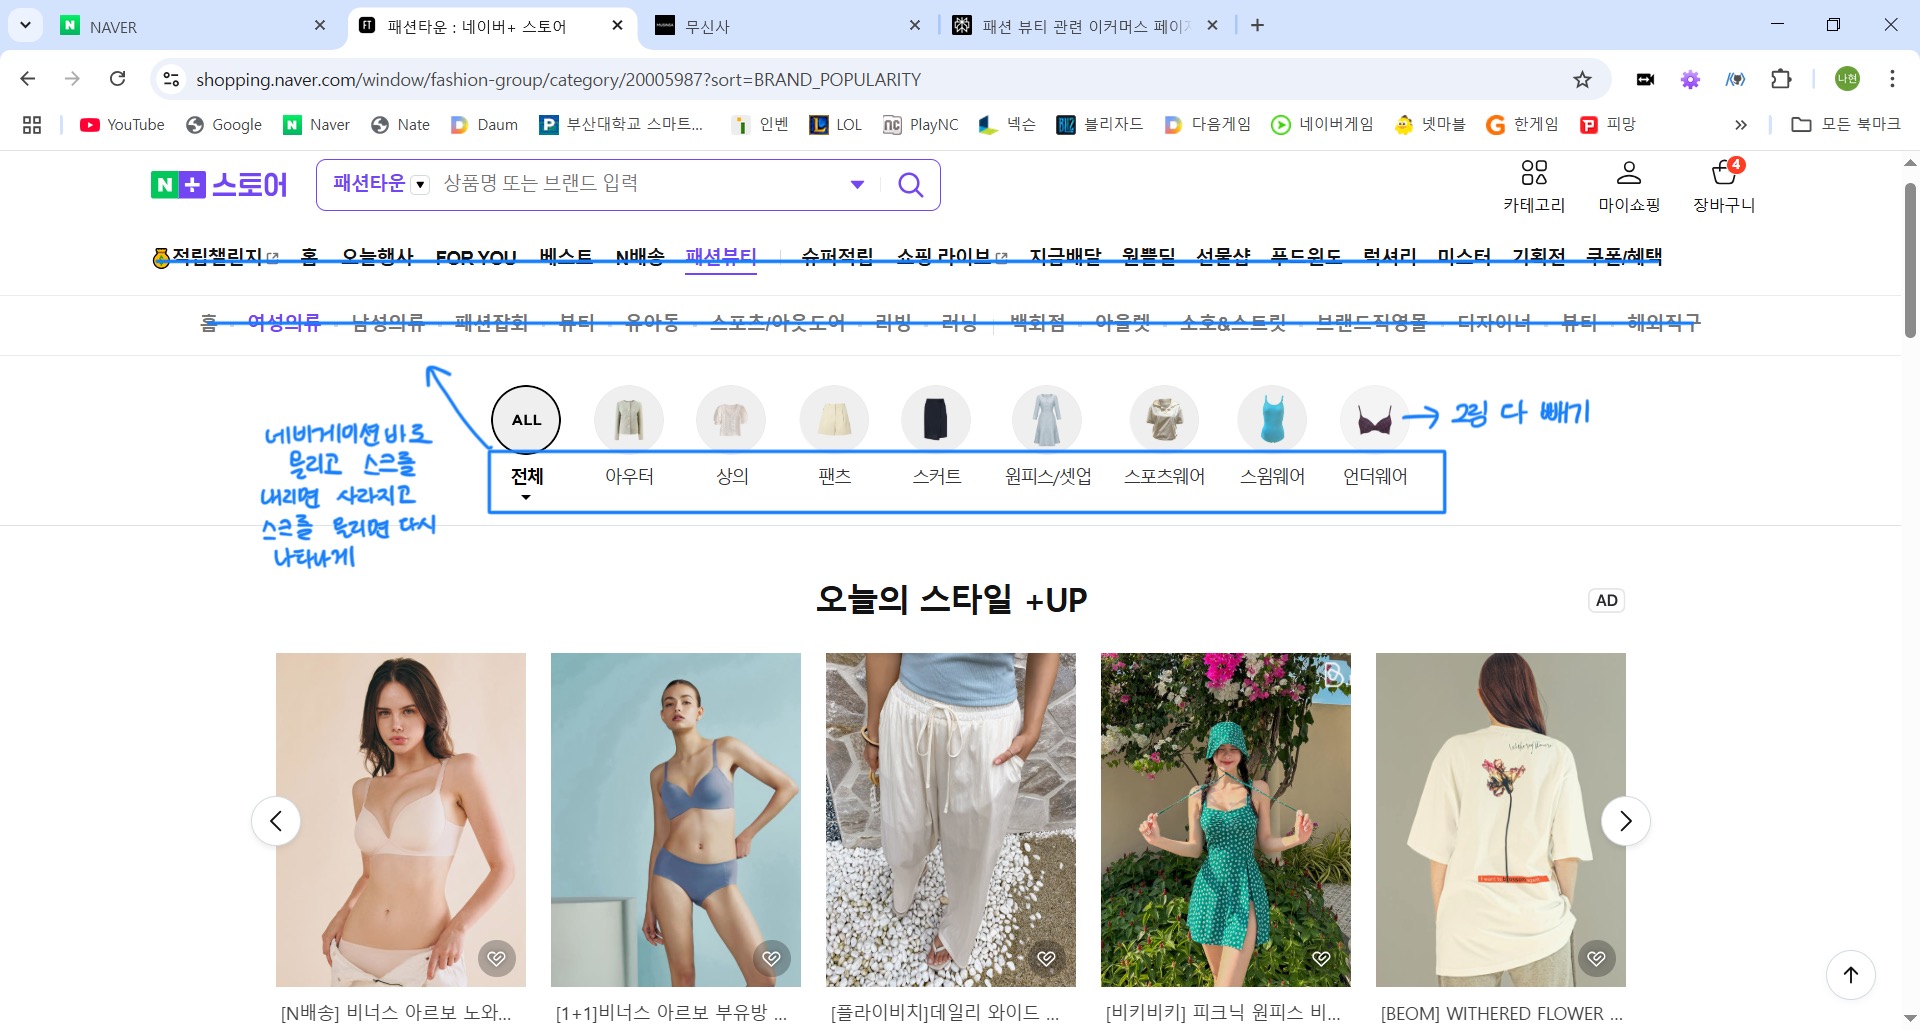 NAVER
패션타운 : 네이버+ 스토어
무신사
패션 뷰티 관련 이커머스 페이지
shopping.naver.com/window/fashion-group/category/20005987?sort=BRAND_POPULARITY
나현
YouTube Google Naver Nate Daum 부산대학교 스마트... 인벤 LOL PlayNC 넥슨 블리자드 다음게임 네이버게임 넷마블 한게임 피망 » 모든 북마크
N+ 스토어 패션타운 상품명 또는 브랜드 입력
4
카테고리 마이쇼핑 장바구니
적립챌린지 홈 오늘행사 FOR YOU 베스트 N배송 패션뷰티 슈퍼적립 쇼핑 라이브 지금배달 원쁠딜 선물샵 푸드윈도 럭셔리 미스터 기획전 쿠폰/혜택
홈 여성의류 남성의류 패션잡화 뷰티 유아동 스포츠/아웃도어 리빙 러닝 백화점 아울렛 소호&스트릿 브랜드직영몰 디자이너 뷰티 해외직구
ALL
→ 그림 다 빼기
전체 아우터 상의 팬츠 스커트 원피스/셋업 스포츠웨어 스윔웨어 언더웨어
네비게이션바로
올리고 스크롤
내리면 사라지고
스크롤 올리면 다시
나타나게
오늘의 스타일 +UP
AD
[N배송] 비너스 아르보 노와...
[1+1]비너스 아르보 부유방 ...
[플라이비치]데일리 와이드 ...
[비키비키] 피크닉 원피스 비...
[BEOM] WITHERED FLOWER ...